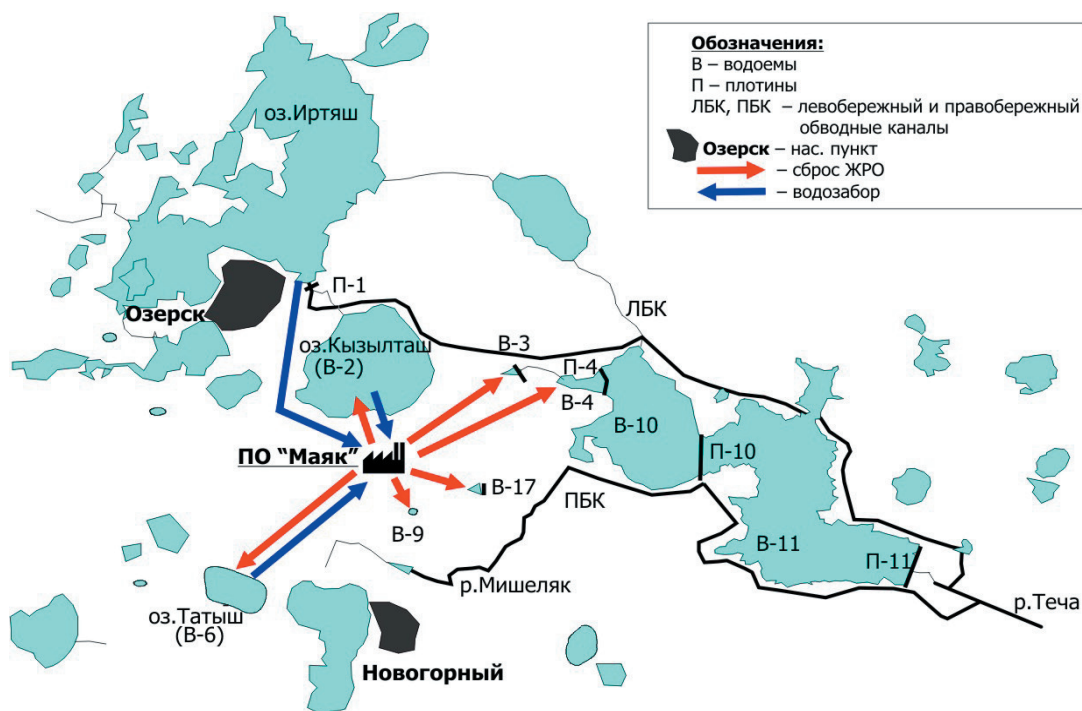 Обозначения:
В – водоемы
П – плотины
ЛБК, ПБК – левобережный и правобережный
обводные каналы
Озерск – нас. пункт
– сброс ЖРО
– водозабор
оз.Иртяш
П-1
Озерск
ЛБК
оз.Кызылташ
(В-2)
В-3
П-4
В-4
В-10
П-10
ПО “Маяк”
В-17
ПБК
В-9
В-11
П-11
р.Мишеляк
р.Теча
оз.Татыш
(В-6)
Новогорный